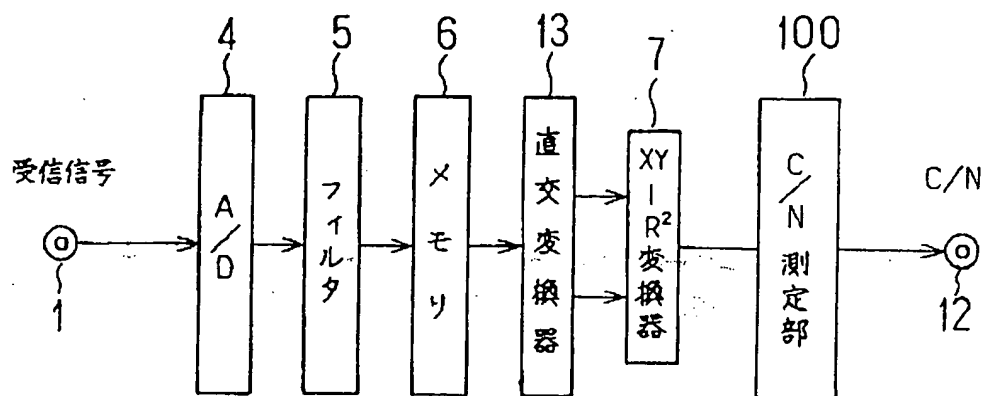 4
5
6
13
7
100
受信信号
1
A/D
フィルタ
メモリ
直交変換器
XY-R²変換器
C/N測定部
C/N
12